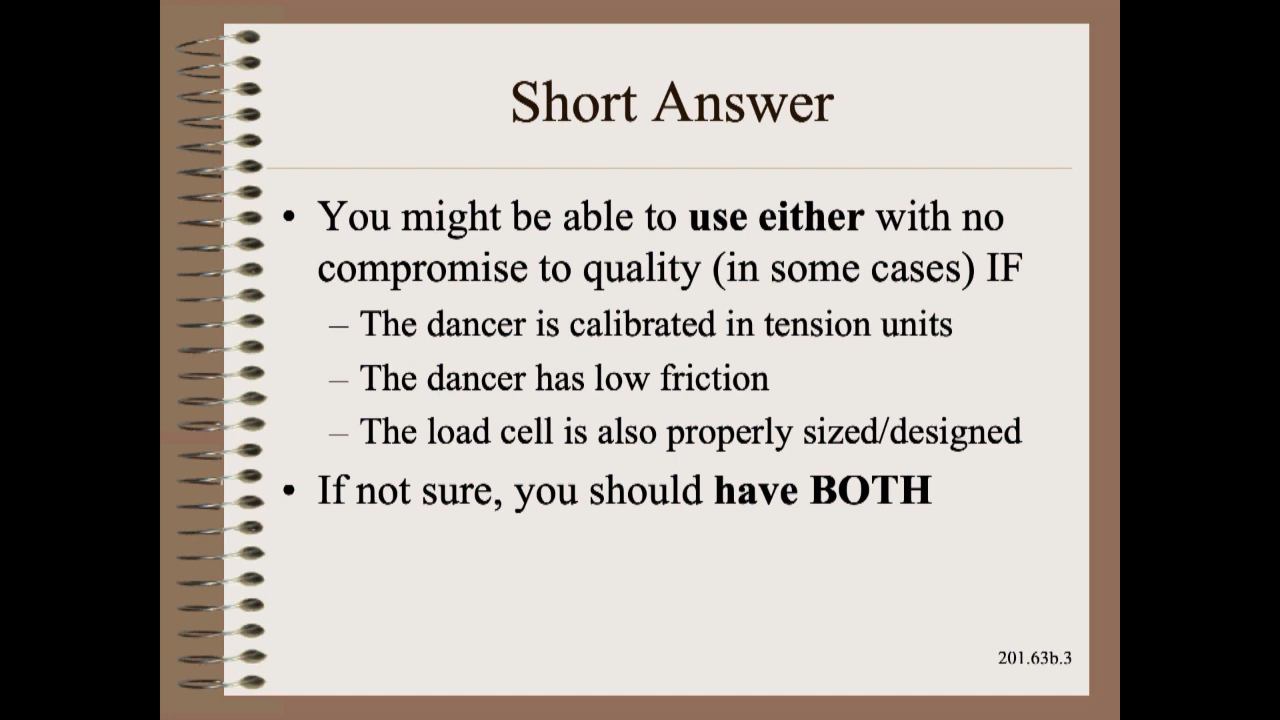 Short Answer
• You might be able to use either with no
compromise to quality (in some cases) IF
– The dancer is calibrated in tension units
– The dancer has low friction
– The load cell is also properly sized/designed
• If not sure, you should have BOTH
201.63b.3